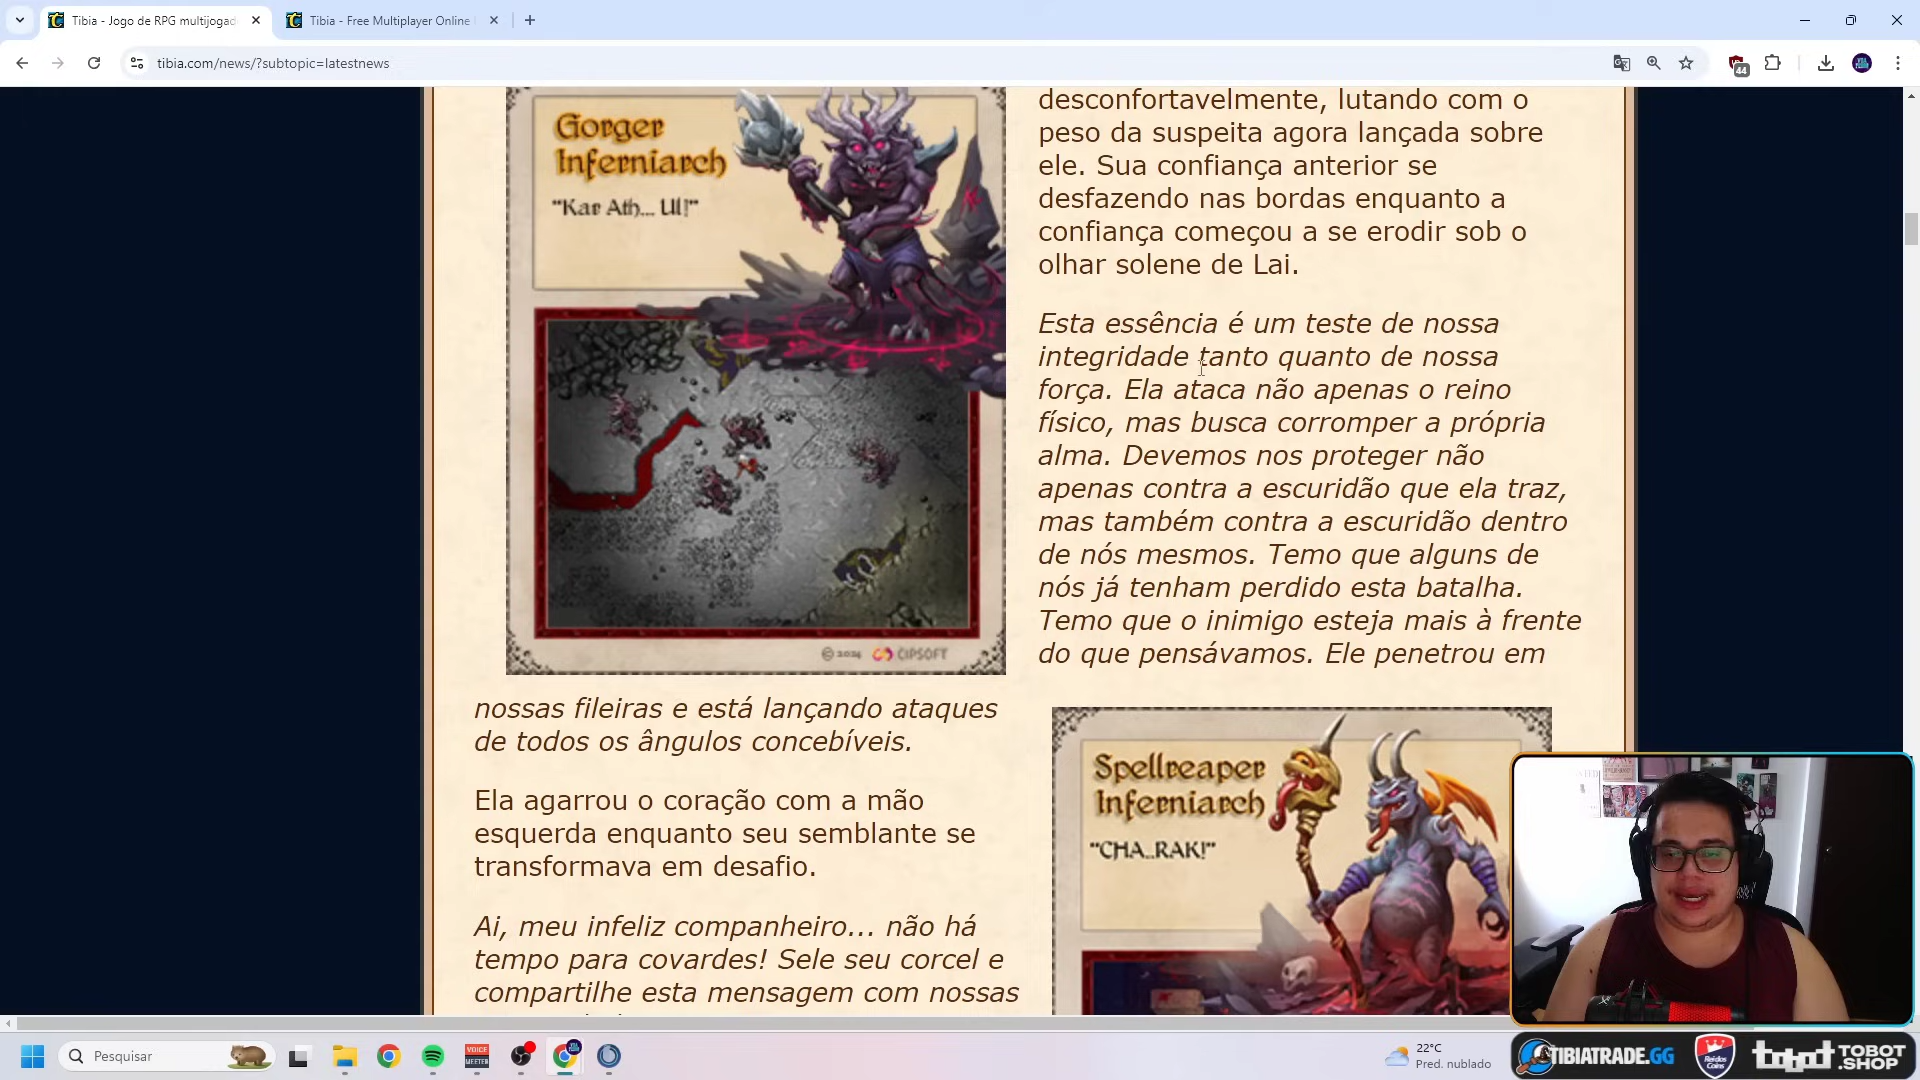 Tibia - Jogo de RPG multijogad
Tibia - Free Multiplayer Online
tibia.com/news/?subtopic=latestnews
44
Gorger
Inferniarch
"Kar Ath... Ul!"
© 2024 CIPSOFT
desconfortavelmente, lutando com o
peso da suspeita agora lançada sobre
ele. Sua confiança anterior se
desfazendo nas bordas enquanto a
confiança começou a se erodir sob o
olhar solene de Lai.
Esta essência é um teste de nossa
integridade tanto quanto de nossa
força. Ela ataca não apenas o reino
físico, mas busca corromper a própria
alma. Devemos nos proteger não
apenas contra a escuridão que ela traz,
mas também contra a escuridão dentro
de nós mesmos. Temo que alguns de
nós já tenham perdido esta batalha.
Temo que o inimigo esteja mais à frente
do que pensávamos. Ele penetrou em
nossas fileiras e está lançando ataques
de todos os ângulos concebíveis.
Ela agarrou o coração com a mão
esquerda enquanto seu semblante se
transformava em desafio.
Ai, meu infeliz companheiro... não há
tempo para covardes! Sele seu corcel e
compartilhe esta mensagem com nossas
Spellreaper
Inferniarch
"CHA..RAK!"
Pesquisar
VOICE
MEETER
22°C
Pred. nublado
TIBIATRADE.GG
Rei dos
Coins
tobot
TOBOT
.SHOP